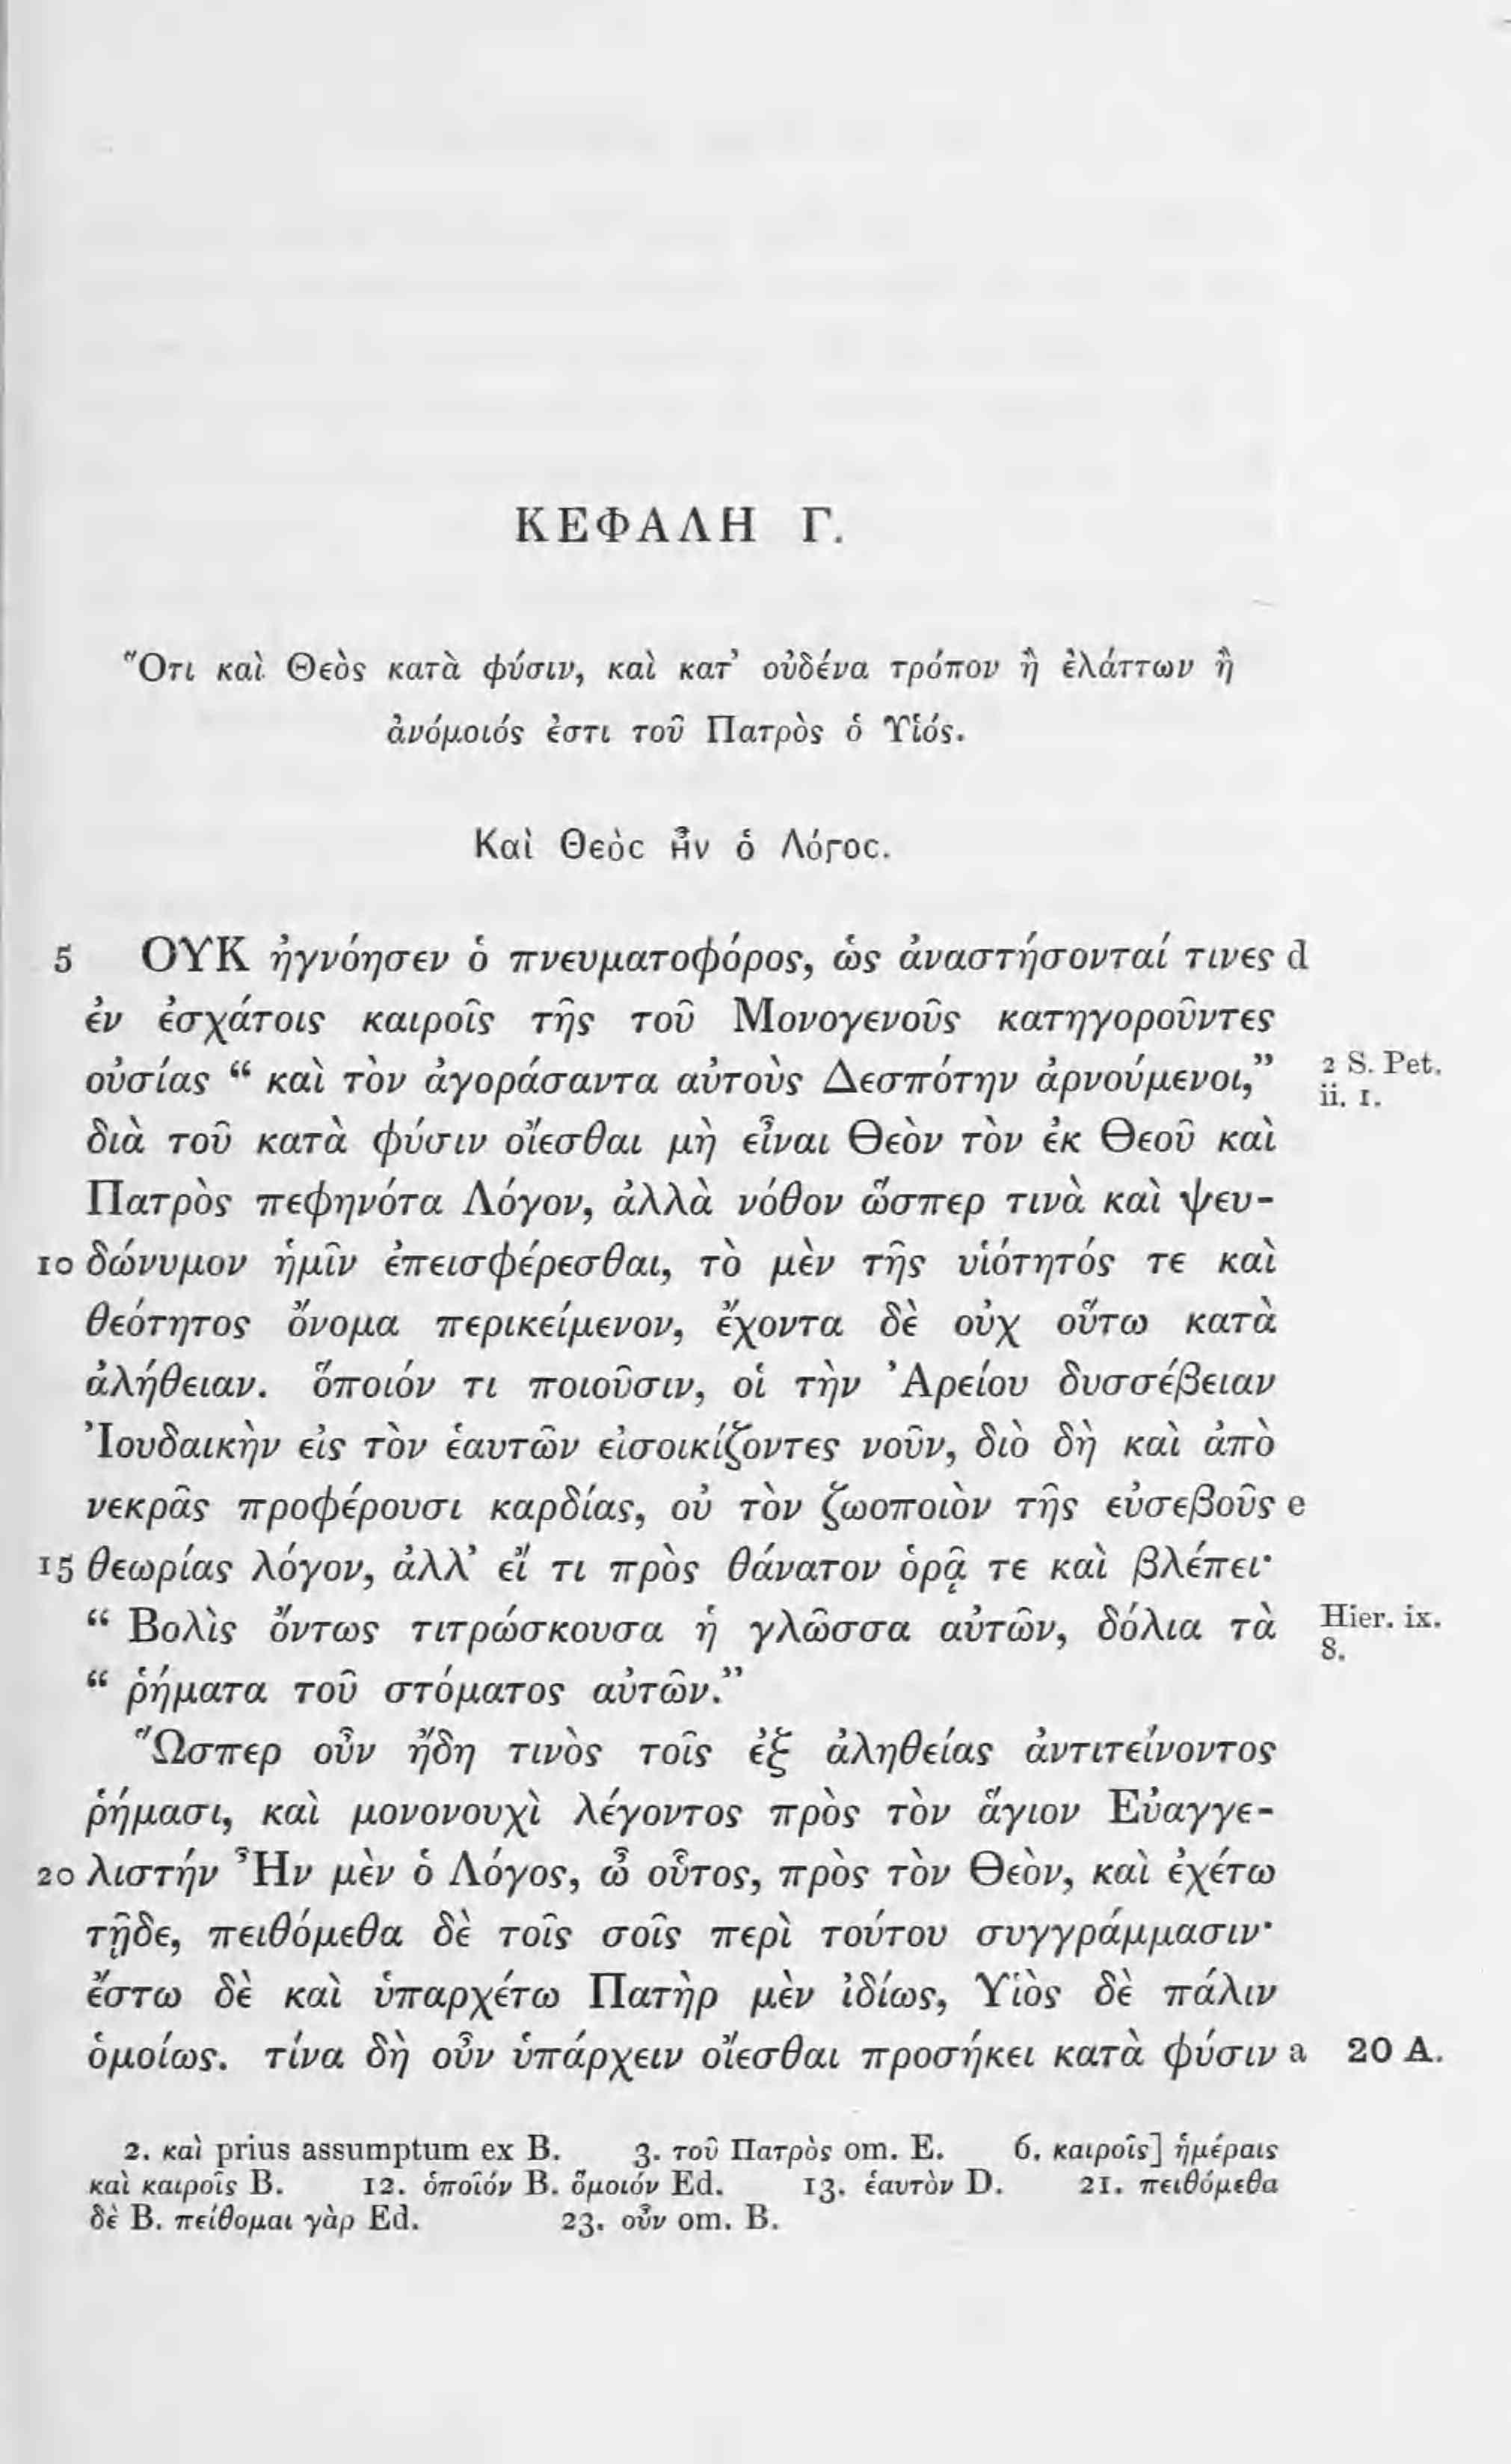 ΚΕΦΑΛΗ Γ.
Ὅτι καὶ Θεὸς κατὰ φύσιν, καὶ κατ᾽ οὐδένα τρόπον ἢ ἐλάττων ἢ
ἀνόμοιός ἐστι τοῦ Πατρὸς ὁ Υἱός.
Καὶ Θεὸς ἦν ὁ Λόγος.
5 ΟΥΚ ἠγνόησεν ὁ πνευματοφόρος, ὡς ἀναστήσονταί τινες d
ἐν ἐσχάτοις καιροῖς τῆς τοῦ Μονογενοῦς κατηγοροῦντες
οὐσίας “ καὶ τὸν ἀγοράσαντα αὐτοὺς Δεσπότην ἀρνούμενοι,” 2 S. Pet. ii. 1.
διὰ τοῦ κατὰ φύσιν οἴεσθαι μὴ εἶναι Θεὸν τὸν ἐκ Θεοῦ καὶ
Πατρὸς πεφηνότα Λόγον, ἀλλὰ νόθον ὥσπερ τινὰ καὶ ψευ-
10 δώνυμον ἡμῖν ἐπεισφέρεσθαι, τὸ μὲν τῆς υἱότητός τε καὶ
θεότητος ὄνομα περικείμενον, ἔχοντα δὲ οὐχ οὕτω κατὰ
ἀλήθειαν. ὅποιόν τι ποιοῦσιν, οἱ τὴν Ἀρείου δυσσέβειαν
Ἰουδαικὴν εἰς τὸν ἑαυτῶν εἰσοικίζοντες νοῦν, διὸ δὴ καὶ ἀπὸ
νεκρᾶς προφέρουσι καρδίας, οὐ τὸν ζωοποιὸν τῆς εὐσεβοῦς e
15 θεωρίας λόγον, ἀλλ᾽ εἴ τι πρὸς θάνατον ὁρᾷ τε καὶ βλέπει·
“ Βολὶς ὄντως τιτρώσκουσα ἡ γλῶσσα αὐτῶν, δόλια τὰ Hier. ix. 8.
“ ῥήματα τοῦ στόματος αὐτῶν.”
Ὥσπερ οὖν ἤδη τινὸς τοῖς ἐξ ἀληθείας ἀντιτείνοντος
ῥήμασι, καὶ μονονουχὶ λέγοντος πρὸς τὸν ἅγιον Εὐαγγε-
20 λιστήν Ἦν μὲν ὁ Λόγος, ὦ οὗτος, πρὸς τὸν Θεὸν, καὶ ἐχέτω
τῇδε, πειθόμεθα δὲ τοῖς σοῖς περὶ τούτου συγγράμμασιν·
ἔστω δὲ καὶ ὑπαρχέτω Πατὴρ μὲν ἰδίως, Υἱὸς δὲ πάλιν
ὁμοίως. τίνα δὴ οὖν ὑπάρχειν οἴεσθαι προσήκει κατὰ φύσιν a 20 A.
2. καὶ prius assumptum ex B. 3. τοῦ Πατρὸς om. E. 6. καιροῖς] ἡμέραις
καὶ καιροῖς B. 12. ὁποῖόν B. ὅμοιόν Ed. 13. ἑαυτὸν D. 21. πειθόμεθα
δὲ B. πείθομαι γὰρ Ed. 23. οὖν om. B.